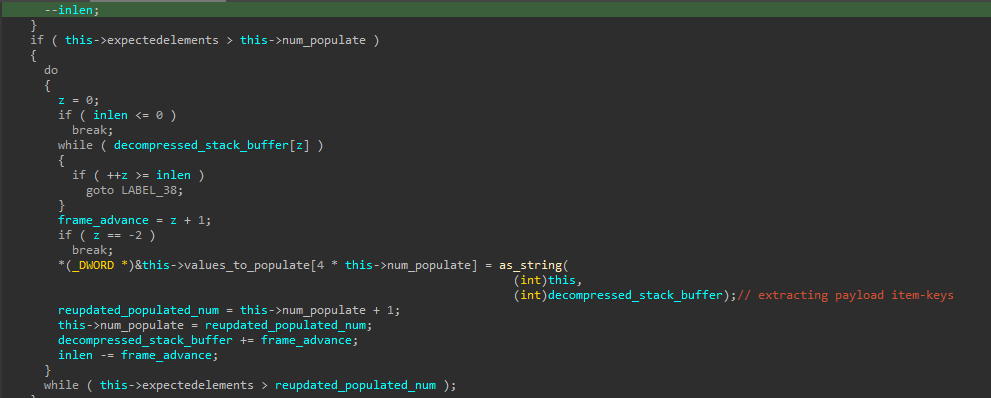 --inlen;
}
if ( this->expectedelements > this->num_populate )
{
do
{
z = 0;
if ( inlen <= 0 )
break;
while ( decompressed_stack_buffer[z] )
{
if ( ++z >= inlen )
goto LABEL_38;
}
frame_advance = z + 1;
if ( z == -2 )
break;
*(_DWORD *)&this->values_to_populate[4 * this->num_populate] = as_string(
(int)this,
(int)decompressed_stack_buffer);// extracting payload item-keys
reupdated_populated_num = this->num_populate + 1;
this->num_populate = reupdated_populated_num;
decompressed_stack_buffer += frame_advance;
inlen -= frame_advance;
}
while ( this->expectedelements > reupdated_populated_num );